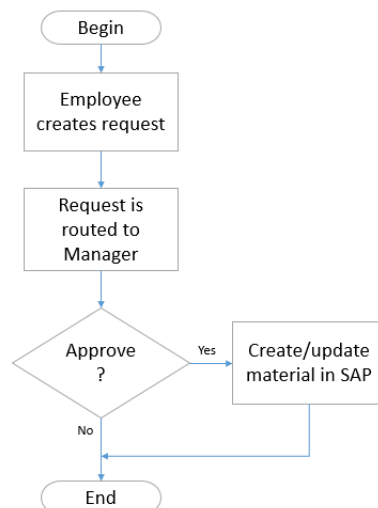 Begin
Employee
creates request
Request is
routed to
Manager
Approve
?
Yes
Create/update
material in SAP
No
End